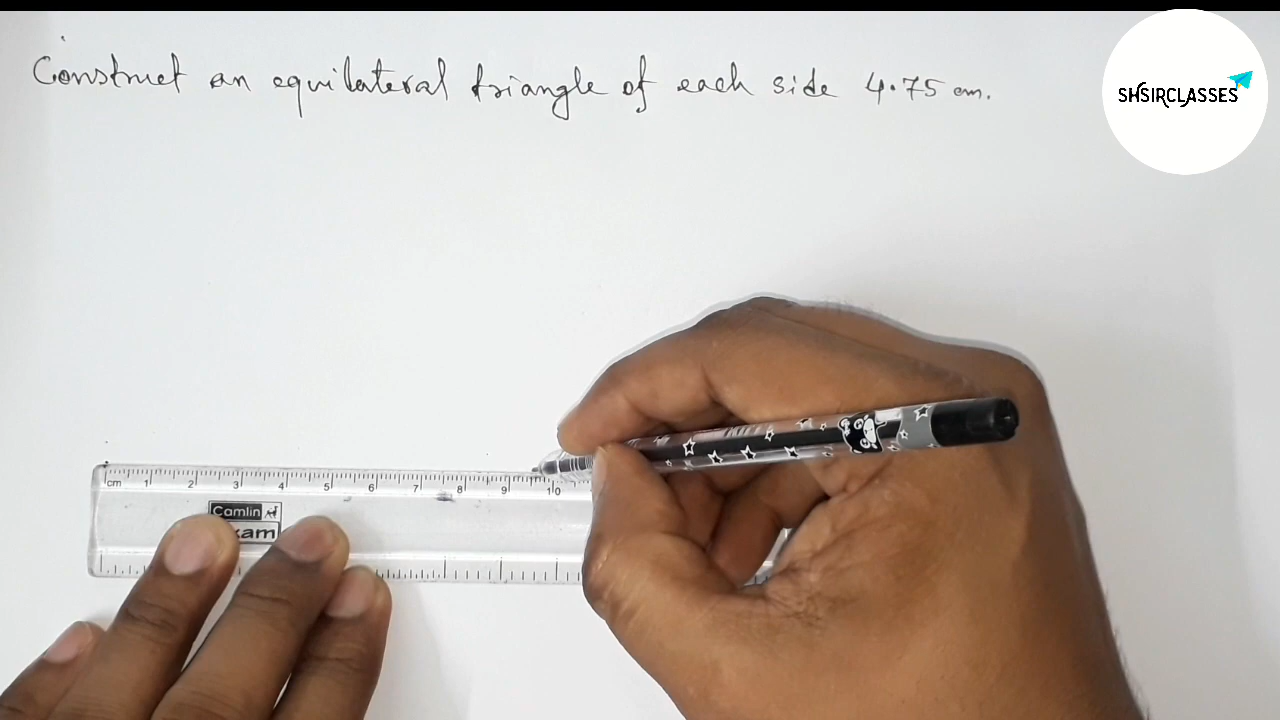 Construct an equilateral triangle of each side 4.75 cm.
SHSIRCLASSES
cm 1 2 3 4 5 6 7 8 9 10
Camlin
xam